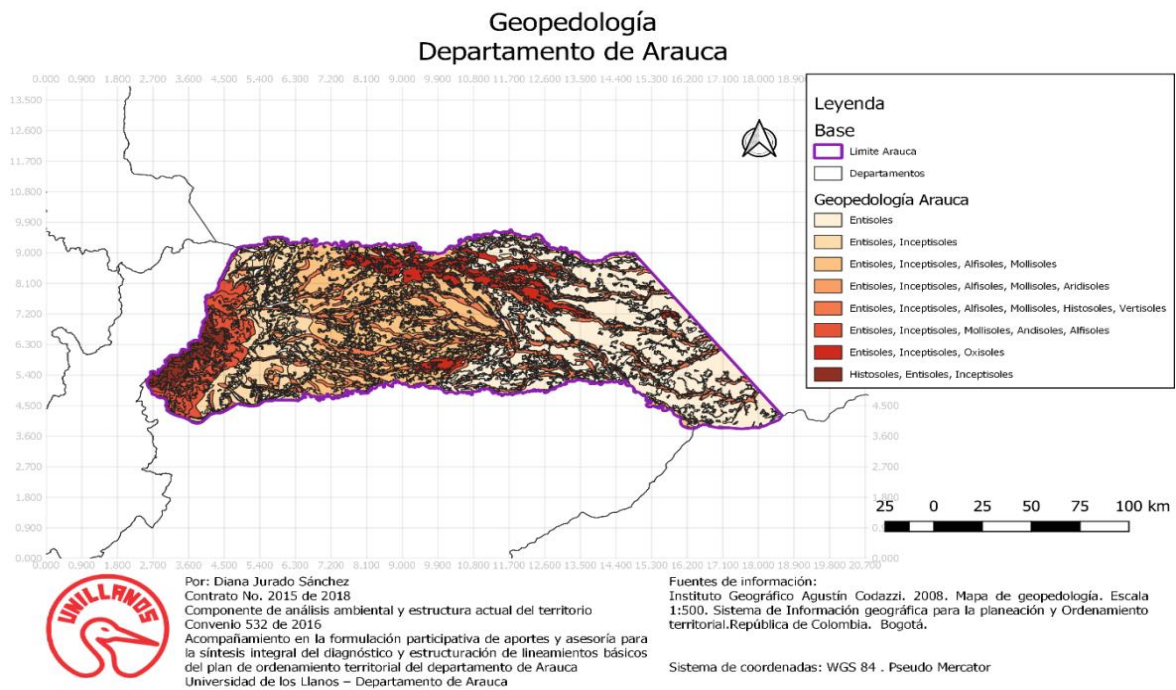 Geopedología
Departamento de Arauca
0.000 0.900 1.800 2.700 3.600 4.500 5.400 6.300 7.200 8.100 9.000 9.900 10.800 11.700 12.600 13.500 14.400 15.300 16.200 17.100 18.000 18.900
13.500
12.600
11.700
10.800
9.900
9.000
8.100
7.200
6.300
5.400
4.500
3.600
2.700
1.800
0.900
0.000
Leyenda
Base
Limite Arauca
Departamentos
Geopedología Arauca
Entisoles
Entisoles, Inceptisoles
Entisoles, Inceptisoles, Alfisoles, Mollisoles
Entisoles, Inceptisoles, Alfisoles, Mollisoles, Aridisoles
Entisoles, Inceptisoles, Alfisoles, Mollisoles, Histosoles, Vertisoles
Entisoles, Inceptisoles, Mollisoles, Andisoles, Alfisoles
Entisoles, Inceptisoles, Oxisoles
Histosoles, Entisoles, Inceptisoles
4.500
3.600
2.700
1.800
25 0 25 50 75 100 km
0.000 0.900 1.800 2.700 3.600 4.500 5.400 6.300 7.200 8.100 9.000 9.900 10.800 11.700 12.600 13.500 14.400 15.300 16.200 17.100 18.000 18.900 19.800 20.700
UNILLANOS
Por: Diana Jurado Sánchez
Contrato No. 2015 de 2018
Componente de análisis ambiental y estructura actual del territorio
Convenio 532 de 2016
Acompañamiento en la formulación participativa de aportes y asesoría para
la síntesis integral del diagnóstico y estructuración de lineamientos básicos
del plan de ordenamiento territorial del departamento de Arauca
Universidad de los Llanos – Departamento de Arauca
Fuentes de información:
Instituto Geográfico Agustín Codazzi. 2008. Mapa de geopedología. Escala
1:500. Sistema de Información geográfica para la planeación y Ordenamiento
territorial.República de Colombia. Bogotá.
Sistema de coordenadas: WGS 84 . Pseudo Mercator